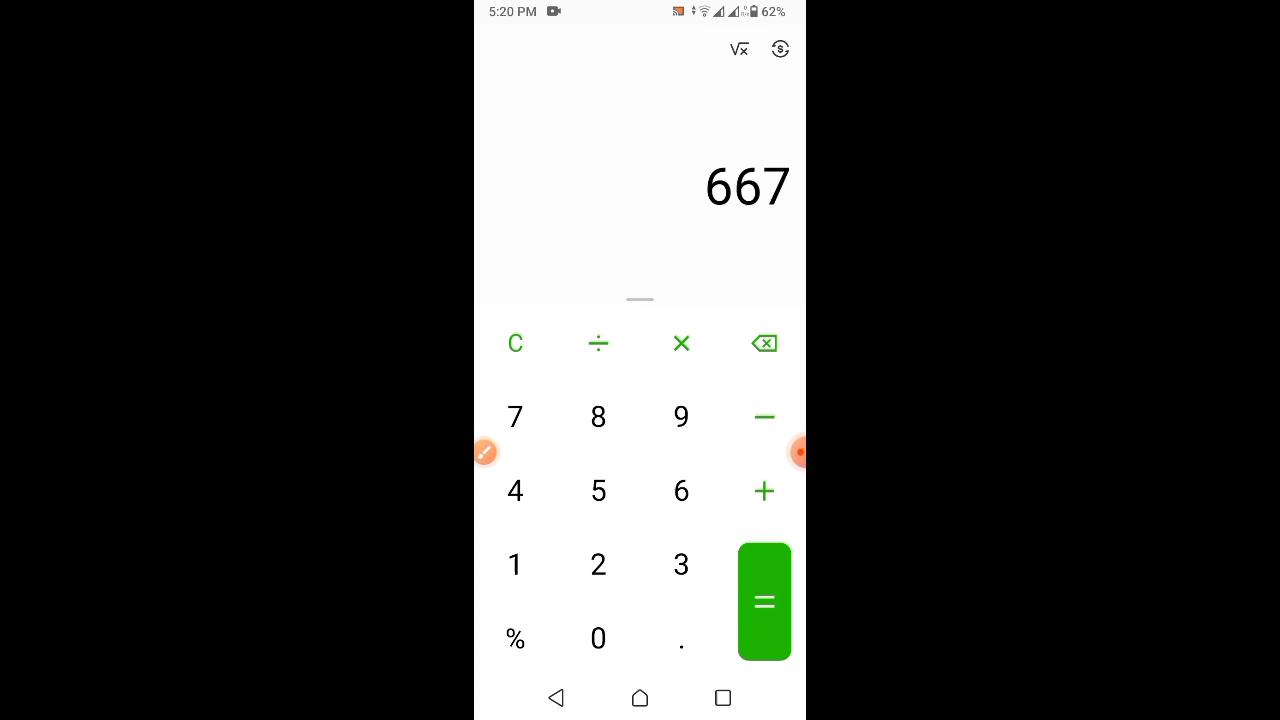 5:20 PM 62%
√x $
667
C ÷ ×
7 8 9 −
4 5 6 +
1 2 3
% 0 . =